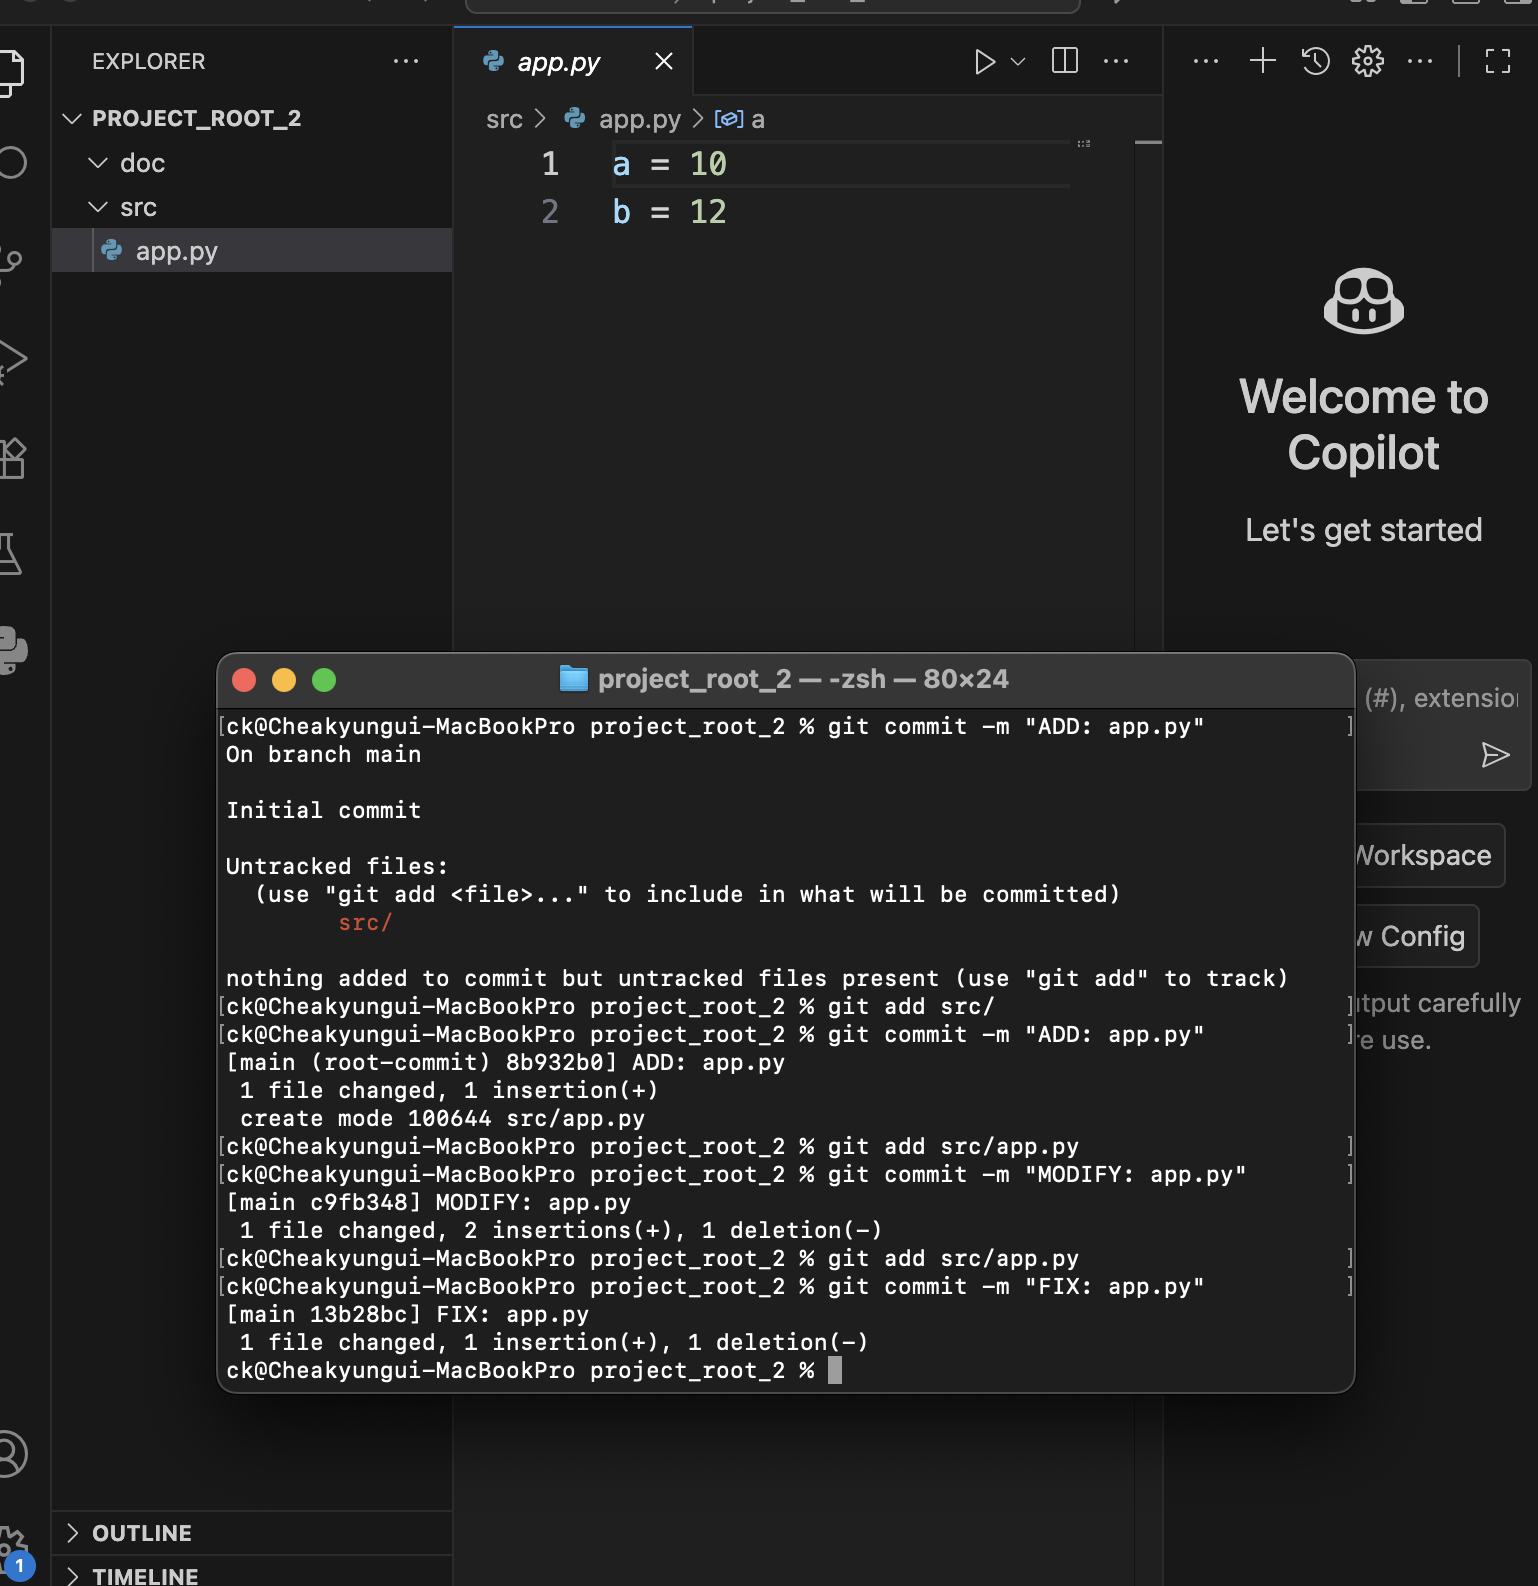 EXPLORER
PROJECT_ROOT_2
doc
src
app.py
app.py
src > app.py > a
1 a = 10
2 b = 12
Welcome to
Copilot
Let's get started
(#), extension
Workspace
w Config
utput carefully
re use.
project_root_2 — -zsh — 80×24
[ck@Cheakyungui-MacBookPro project_root_2 % git commit -m "ADD: app.py" ]
On branch main
Initial commit
Untracked files:
(use "git add <file>..." to include in what will be committed)
src/
nothing added to commit but untracked files present (use "git add" to track)
[ck@Cheakyungui-MacBookPro project_root_2 % git add src/ ]
[ck@Cheakyungui-MacBookPro project_root_2 % git commit -m "ADD: app.py" ]
[main (root-commit) 8b932b0] ADD: app.py
1 file changed, 1 insertion(+)
create mode 100644 src/app.py
[ck@Cheakyungui-MacBookPro project_root_2 % git add src/app.py ]
[ck@Cheakyungui-MacBookPro project_root_2 % git commit -m "MODIFY: app.py" ]
[main c9fb348] MODIFY: app.py
1 file changed, 2 insertions(+), 1 deletion(-)
[ck@Cheakyungui-MacBookPro project_root_2 % git add src/app.py ]
[ck@Cheakyungui-MacBookPro project_root_2 % git commit -m "FIX: app.py" ]
[main 13b28bc] FIX: app.py
1 file changed, 1 insertion(+), 1 deletion(-)
ck@Cheakyungui-MacBookPro project_root_2 %
OUTLINE
1
TIMELINE